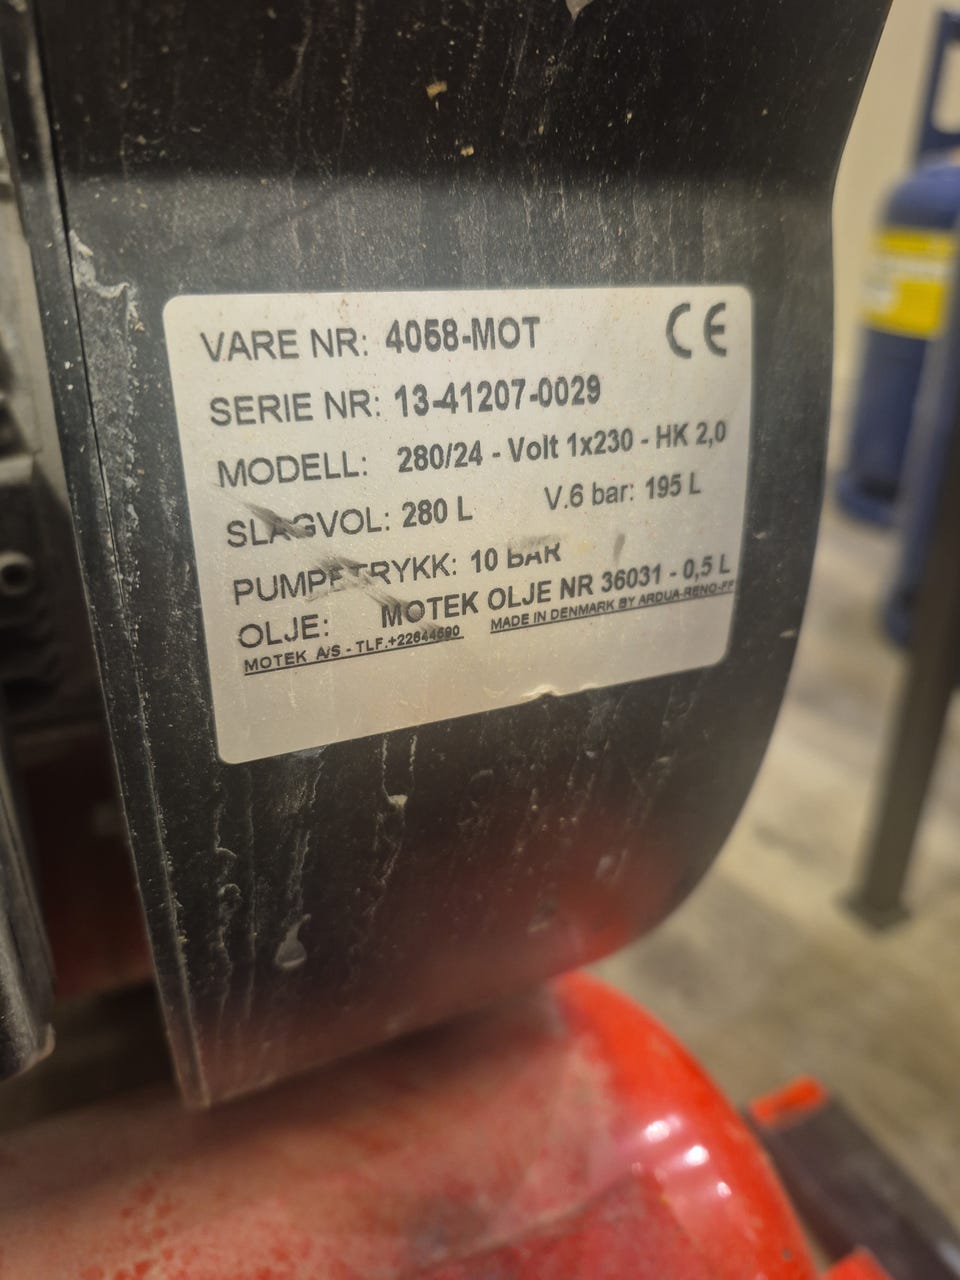 VARE NR: 4058-MOT CE
SERIE NR: 13-41207-0029
MODELL: 280/24 - Volt 1x230 - HK 2,0
SLAGVOL: 280 L V.6 bar: 195 L
PUMPETRYKK: 10 BAR
OLJE: MOTEK OLJE NR 36031 - 0,5 L
MOTEK A/S - TLF.+22644690 MADE IN DENMARK BY ARDUA-RENO-FF